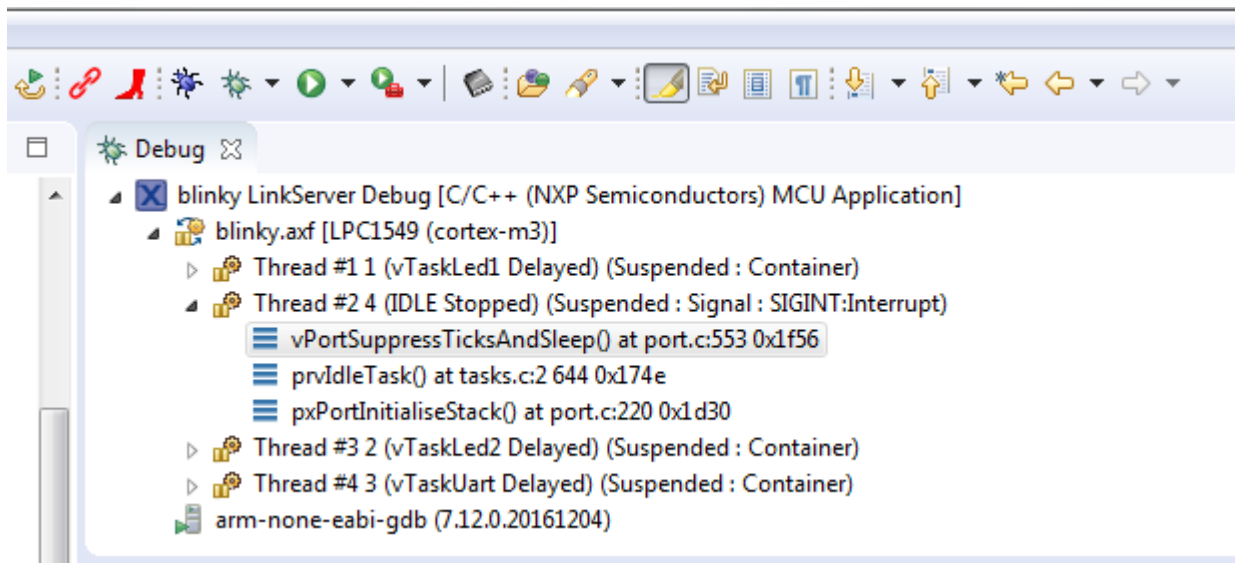 Debug
blinky LinkServer Debug [C/C++ (NXP Semiconductors) MCU Application]
blinky.axf [LPC1549 (cortex-m3)]
Thread #1 1 (vTaskLed1 Delayed) (Suspended : Container)
Thread #2 4 (IDLE Stopped) (Suspended : Signal : SIGINT:Interrupt)
vPortSuppressTicksAndSleep() at port.c:553 0x1f56
prvIdleTask() at tasks.c:2 644 0x174e
pxPortInitialiseStack() at port.c:220 0x1d30
Thread #3 2 (vTaskLed2 Delayed) (Suspended : Container)
Thread #4 3 (vTaskUart Delayed) (Suspended : Container)
arm-none-eabi-gdb (7.12.0.20161204)